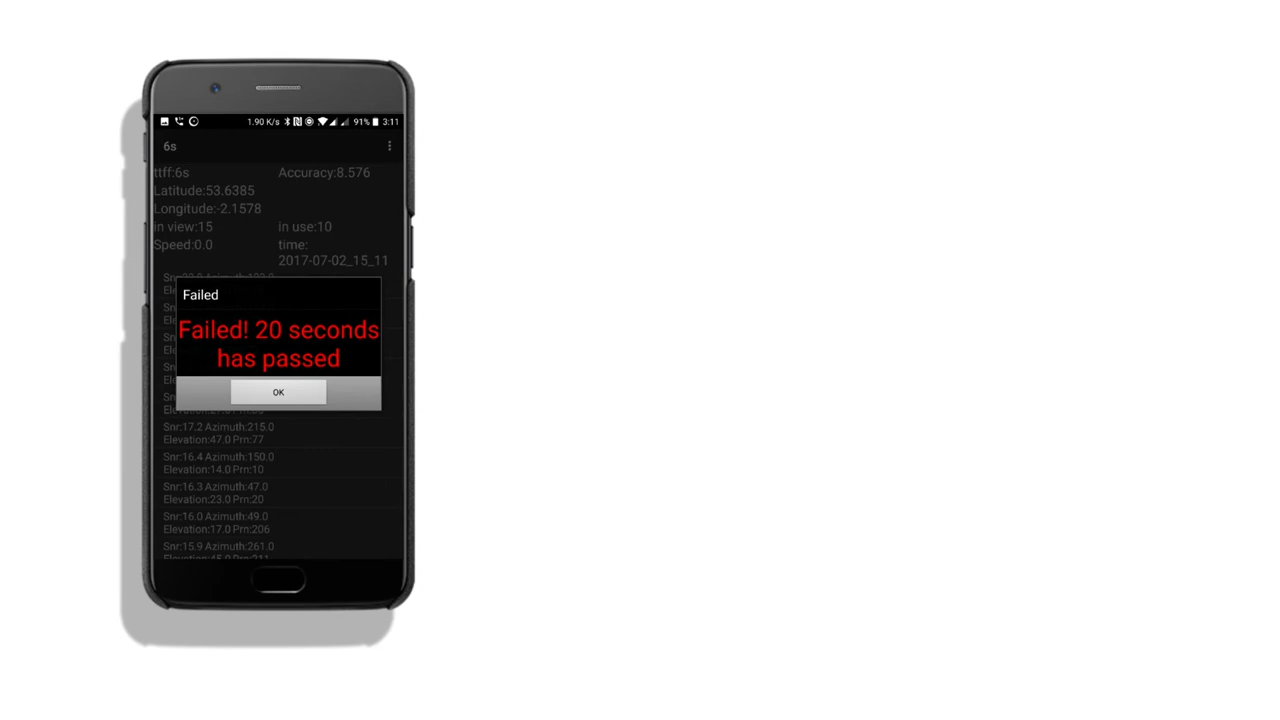 1.90 K/s 91% 3:11
6s
ttff:6s Accuracy:8.576
Latitude:53.6385
Longitude:-2.1578
in view:15 in use:10
Speed:0.0 time:
2017-07-02_15_11
Failed
Failed! 20 seconds
has passed
OK
Snr:17.2 Azimuth:215.0
Elevation:47.0 Prn:77
Snr:16.4 Azimuth:150.0
Elevation:14.0 Prn:10
Snr:16.3 Azimuth:47.0
Elevation:23.0 Prn:20
Snr:16.0 Azimuth:49.0
Elevation:17.0 Prn:206
Snr:15.9 Azimuth:261.0